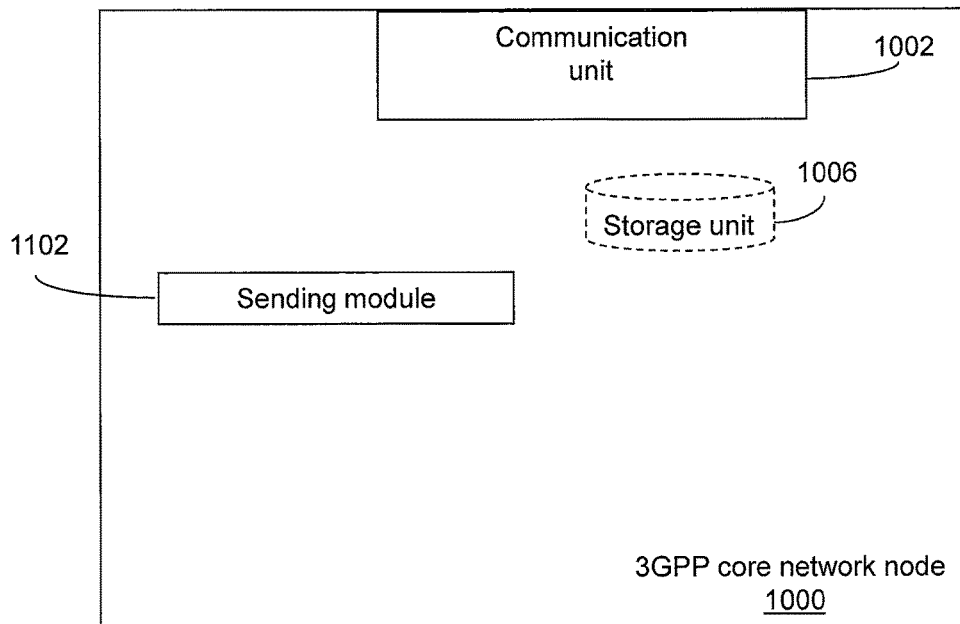 Communication
unit
1002
1006
Storage unit
1102
Sending module
3GPP core network node
1000